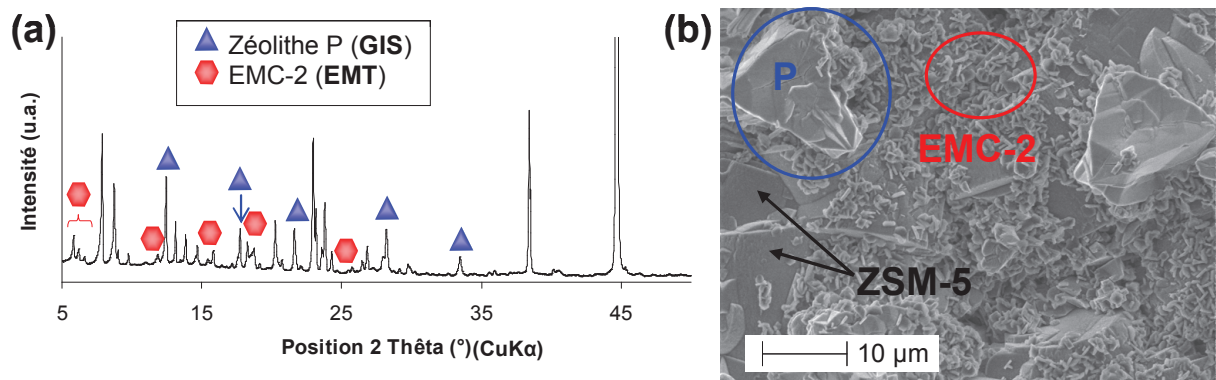 (a)
Zéolithe P (GIS)
EMC-2 (EMT)
Intensité (u.a.)
5 15 25 35 45
Position 2 Thêta (°)(CuKα)
(b)
P
EMC-2
ZSM-5
10 µm